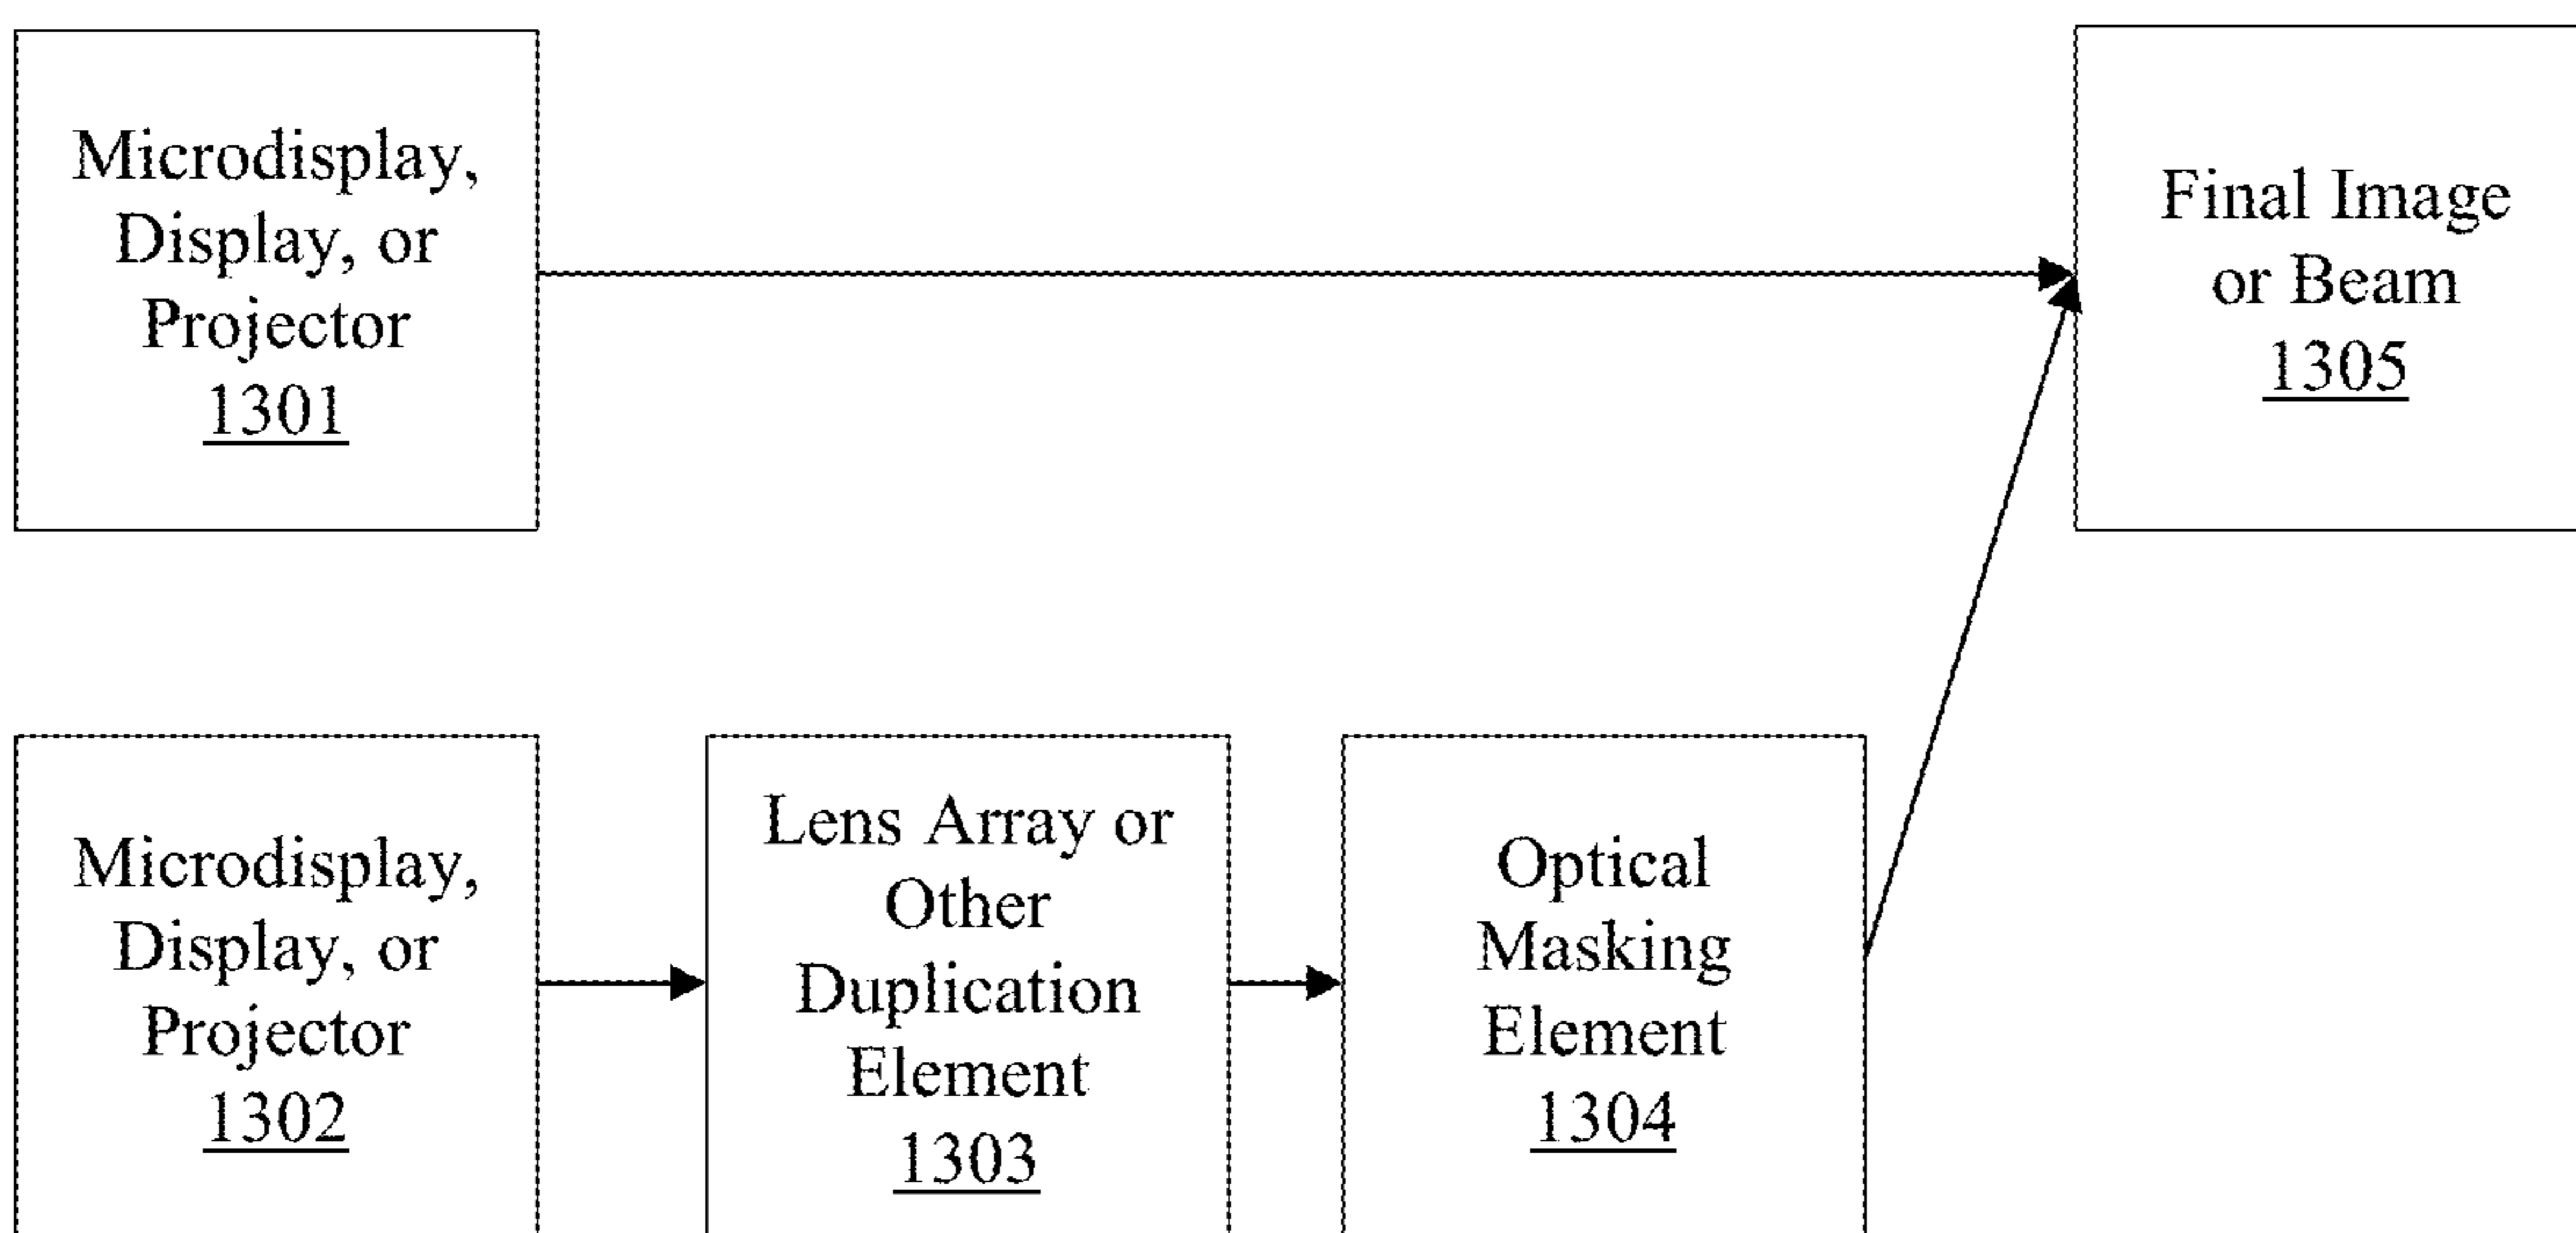 Microdisplay,
Display, or
Projector
1301
Final Image
or Beam
1305
Microdisplay,
Display, or
Projector
1302
Lens Array or
Other
Duplication
Element
1303
Optical
Masking
Element
1304